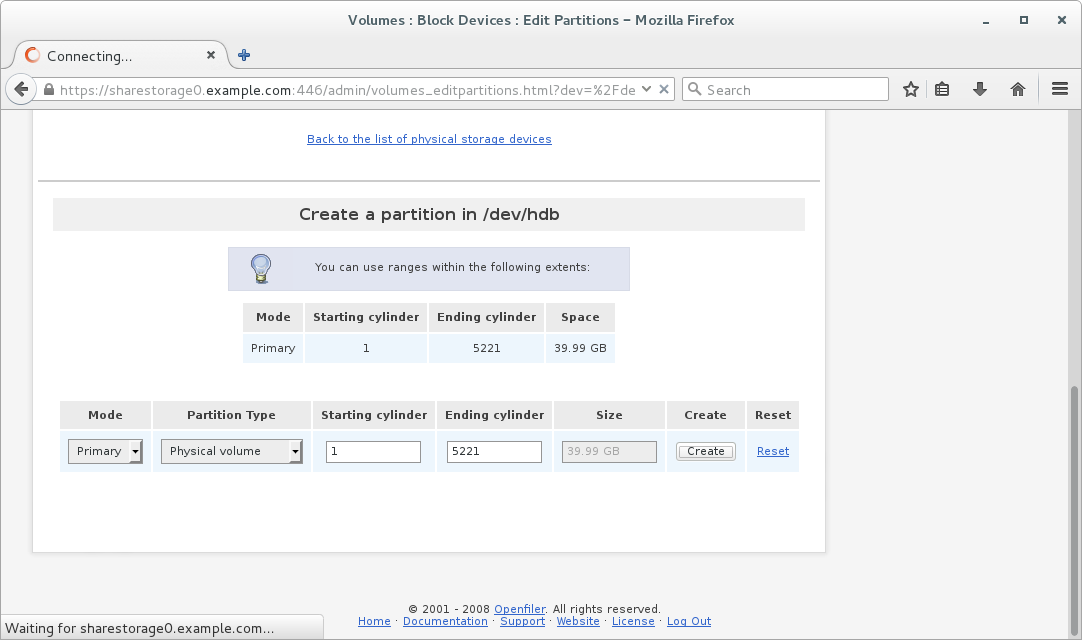 Volumes : Block Devices : Edit Partitions – Mozilla Firefox
Connecting...
https://sharestorage0.example.com:446/admin/volumes_editpartitions.html?dev=%2Fde
Search
Back to the list of physical storage devices
Create a partition in /dev/hdb
You can use ranges within the following extents:
Mode Starting cylinder Ending cylinder Space
Primary 1 5221 39.99 GB
Mode Partition Type Starting cylinder Ending cylinder Size Create Reset
Primary Physical volume 1 5221 39.99 GB Create Reset
© 2001 - 2008 Openfiler. All rights reserved.
Home · Documentation · Support · Website · License · Log Out
Waiting for sharestorage0.example.com...